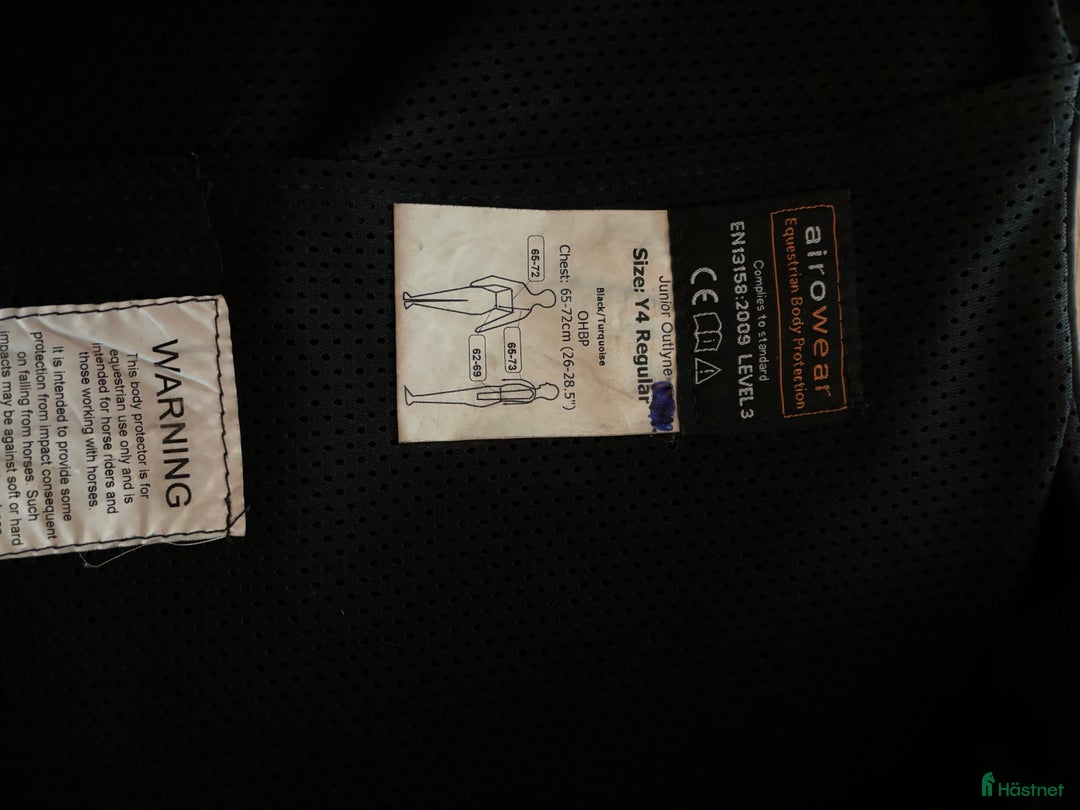 airowear
Equestrian Body Protection
Complies to standard
EN13158:2009 LEVEL 3
CE
Junior Outlyne
Size: Y4 Regular
Black/Turquoise
OHBP
Chest: 65-72cm (26-28.5")
65-72
65-73
62-69
WARNING
This body protector is for
equestrian use only and is
intended for horse riders and
those working with horses.
It is intended to provide some
protection from impact consequent
on falling from horses. Such
impacts may be against soft or hard
Hästnet